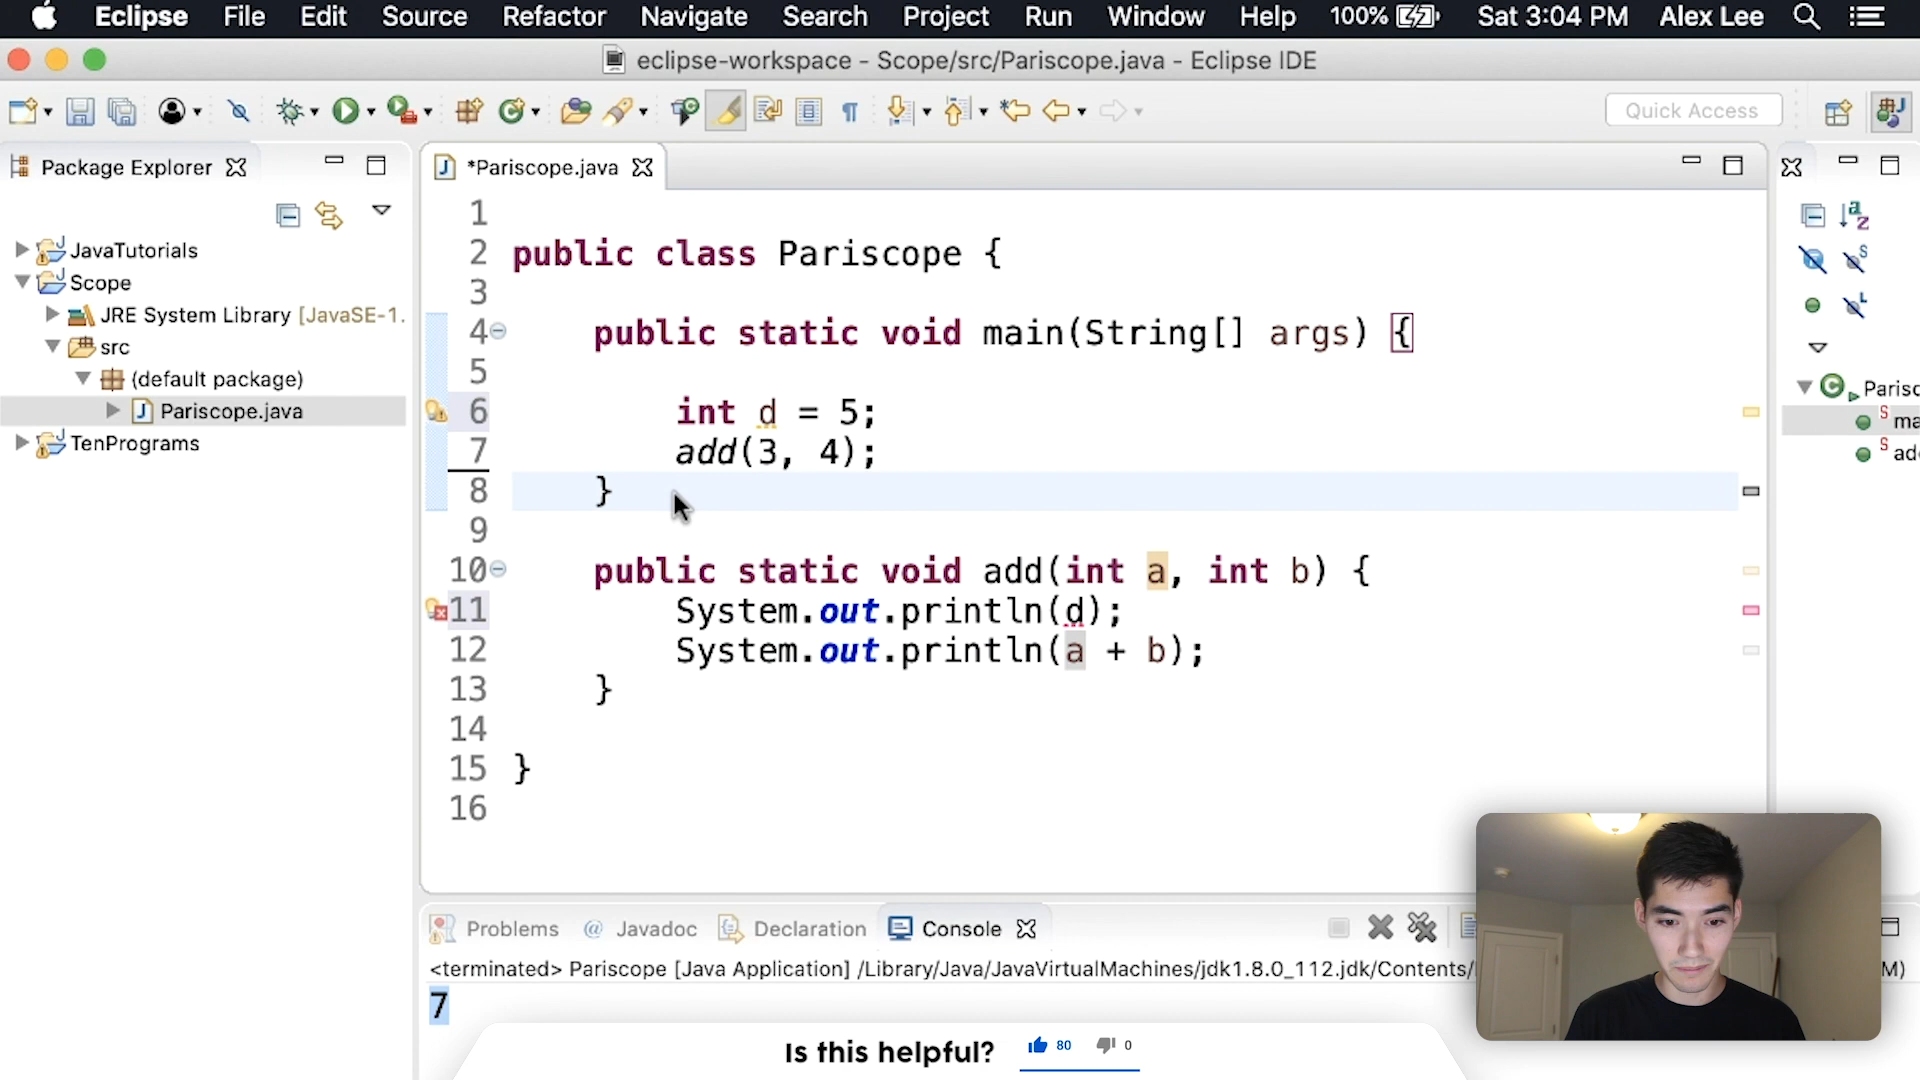 Eclipse File Edit Source Refactor Navigate Search Project Run Window Help 100% Sat 3:04 PM Alex Lee
eclipse-workspace - Scope/src/Pariscope.java - Eclipse IDE
Quick Access
Package Explorer
JavaTutorials
Scope
JRE System Library [JavaSE-1.
src
(default package)
Pariscope.java
TenPrograms
*Pariscope.java
1
2 public class Pariscope {
3
4 public static void main(String[] args) {
5
6 int d = 5;
7 add(3, 4);
8 }
9
10 public static void add(int a, int b) {
11 System.out.println(d);
12 System.out.println(a + b);
13 }
14
15 }
16
Parisc
S ma
S ad
Problems @ Javadoc Declaration Console
<terminated> Pariscope [Java Application] /Library/Java/JavaVirtualMachines/jdk1.8.0_112.jdk/Contents/
M)
7
Is this helpful? 80 0